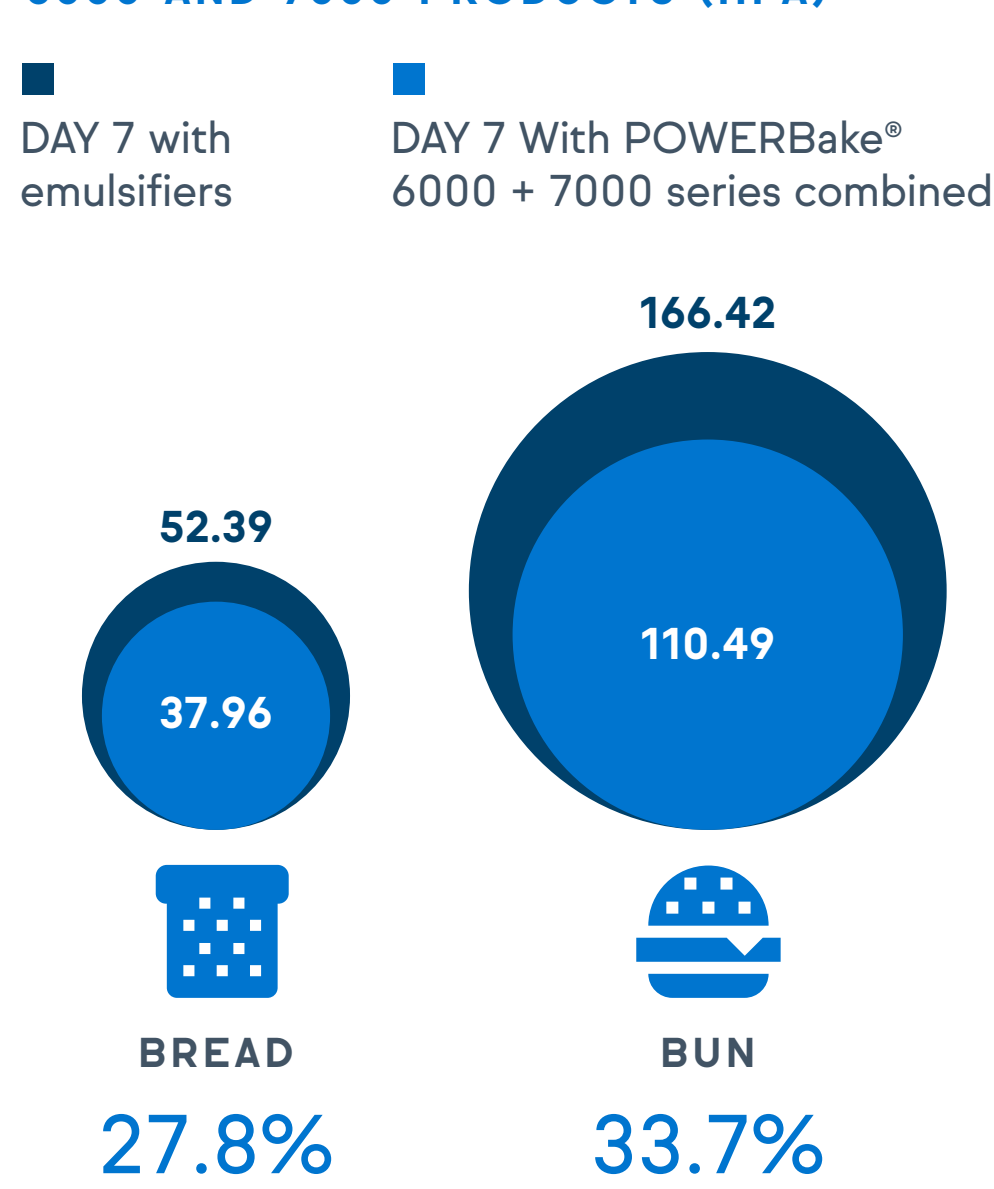 DAY 7 with
emulsifiers
DAY 7 With POWERBake®
6000 + 7000 series combined
166.42
52.39
110.49
37.96
BREAD
BUN
27.8%
33.7%